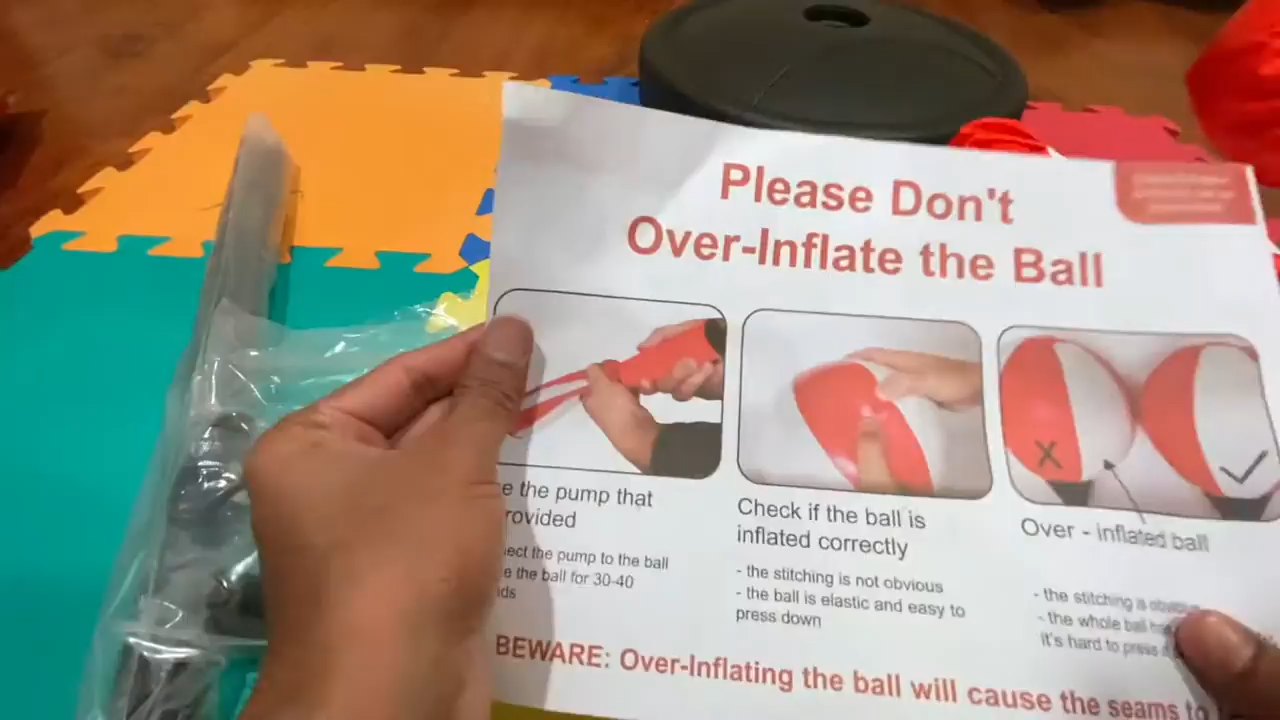 Please Don't
Over-Inflate the Ball
e the pump that
rovided
ect the pump to the ball
e the ball for 30-40
ds
Check if the ball is
inflated correctly
- the stitching is not obvious
- the ball is elastic and easy to
press down
Over - inflated ball
- the stitching is obvious
- the whole ball
it's hard to press
BEWARE: Over-Inflating the ball will cause the seams to